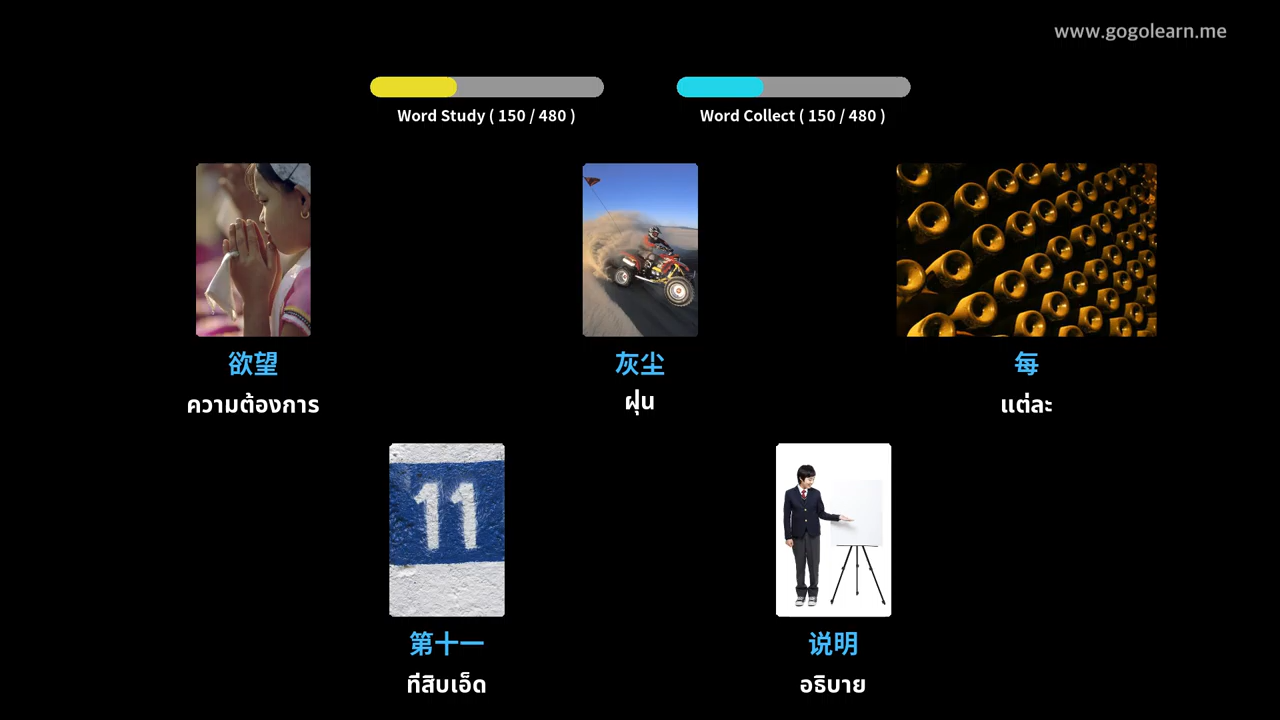 www.gogolearn.me
Word Study ( 150 / 480 )
Word Collect ( 150 / 480 )
欲望
ความต้องการ
灰尘
ฝุ่น
每
แต่ละ
11
第十一
ที่สิบเอ็ด
说明
อธิบาย